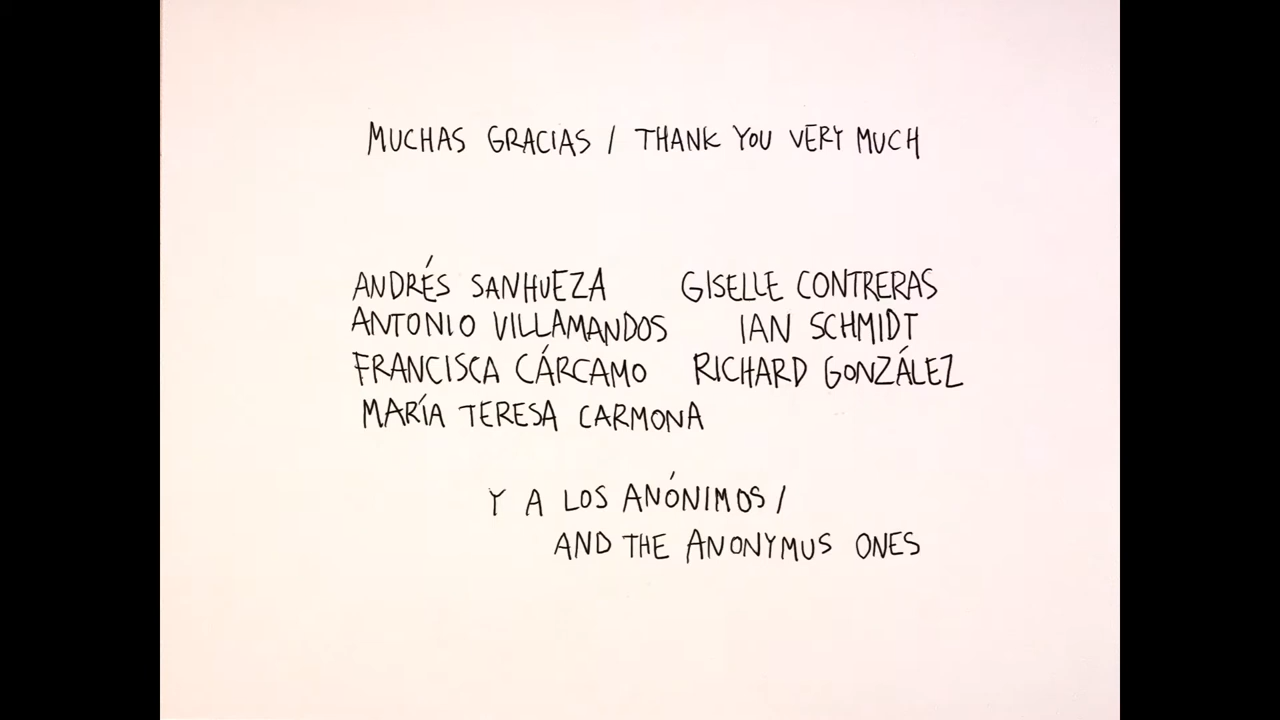 MUCHAS GRACIAS / THANK YOU VERY MUCH
ANDRÉS SANHUEZA GISELLE CONTRERAS
ANTONIO VILLAMANDOS IAN SCHMIDT
FRANCISCA CÁRCAMO RICHARD GONZÁLEZ
MARÍA TERESA CARMONA
Y A LOS ANÓNIMOS /
AND THE ANONYMUS ONES